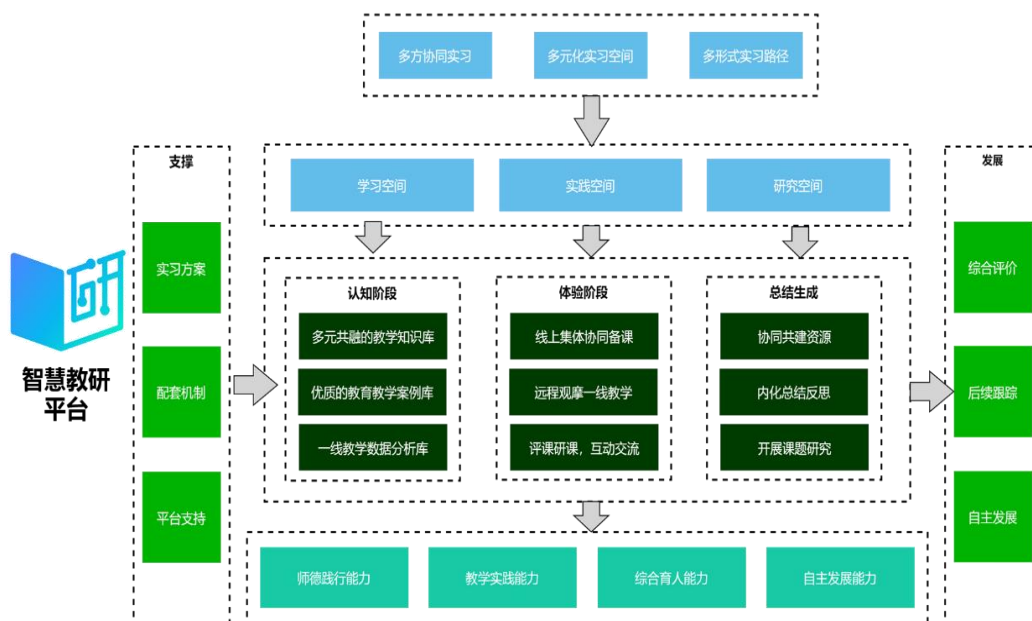 多方协同实习
多元化实习空间
多形式实习路径
支撑
实习方案
配套机制
平台支持
智慧教研
平台
学习空间
实践空间
研究空间
认知阶段
多元共融的教学知识库
优质的教育教学案例库
一线教学数据分析库
体验阶段
线上集体协同备课
远程观摩一线教学
评课研课，互动交流
总结生成
协同共建资源
内化总结反思
开展课题研究
师德践行能力
教学实践能力
综合育人能力
自主发展能力
发展
综合评价
后续跟踪
自主发展